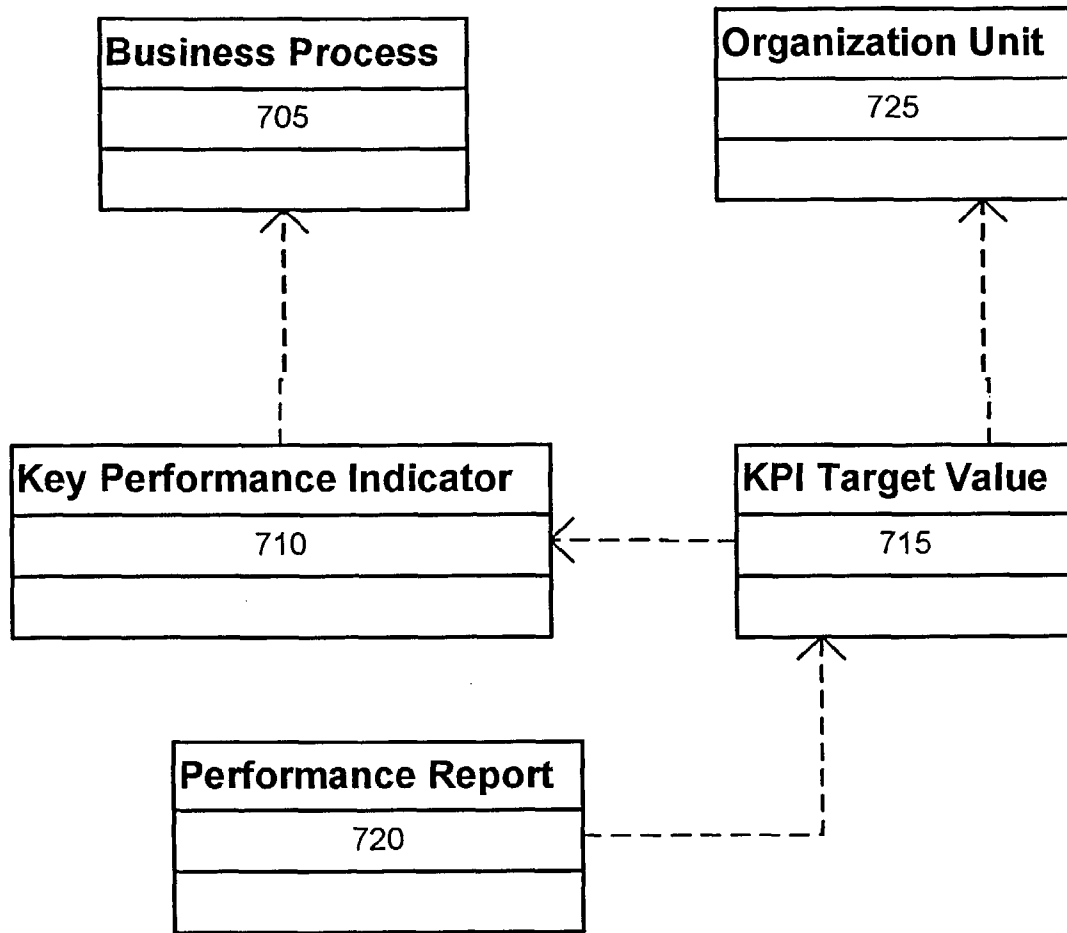 Business Process
705
Organization Unit
725
Key Performance Indicator
710
KPI Target Value
715
Performance Report
720